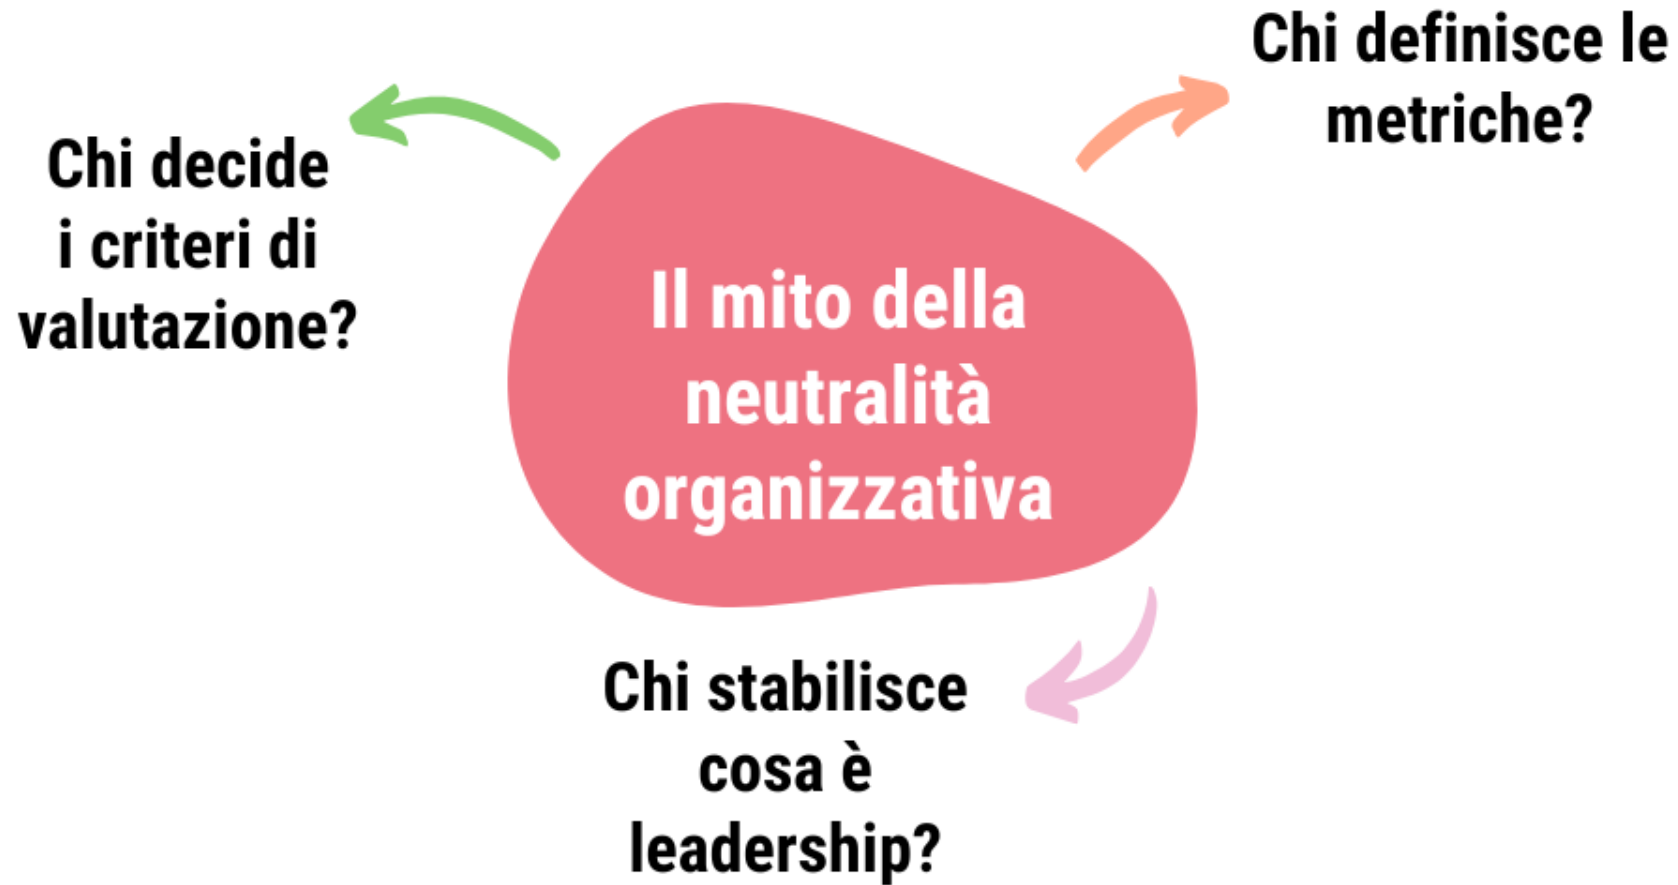 Chi definisce le
metriche?
Chi decide
i criteri di
valutazione?
Il mito della
neutralità
organizzativa
Chi stabilisce
cosa è
leadership?